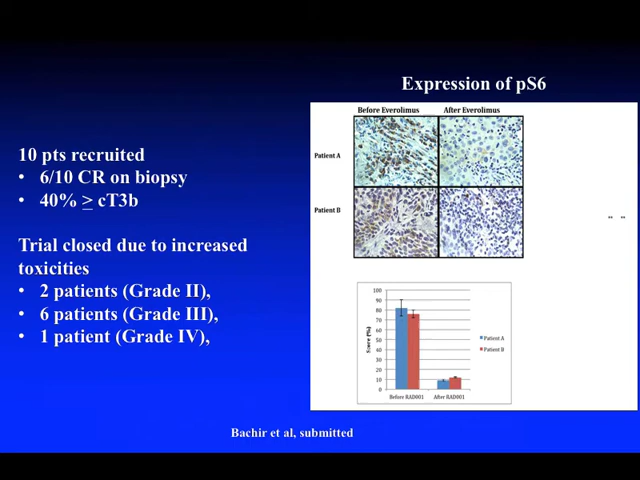 Expression of pS6
10 pts recruited
• 6/10 CR on biopsy
• 40% ≥ cT3b
Trial closed due to increased
toxicities
• 2 patients (Grade II),
• 6 patients (Grade III),
• 1 patient (Grade IV),
Before Everolimus After Everolimus
Patient A
Patient B
** **
Score (%)
100
90
80
70
60
50
40
30
20
10
0
Before RAD001 After RAD001
Patient A
Patient B
Bachir et al, submitted